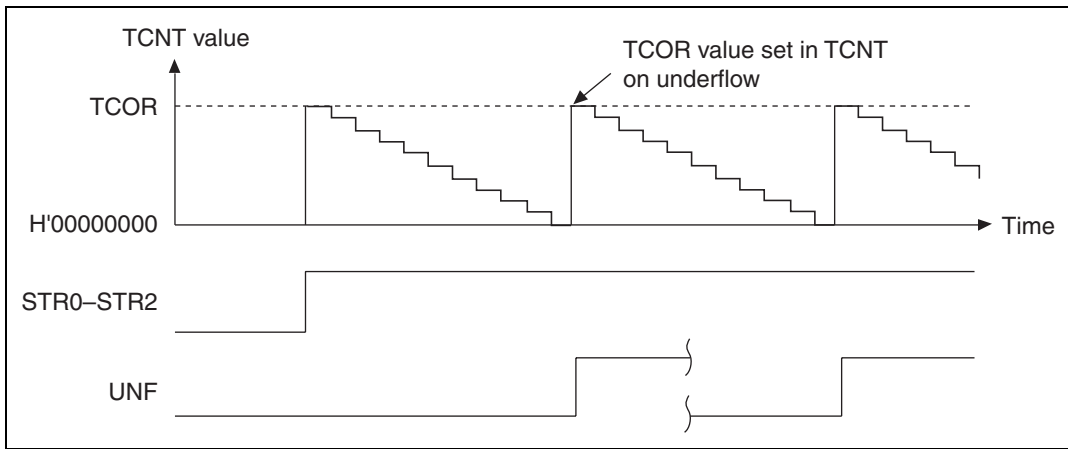 TCNT value
TCOR value set in TCNT
on underflow
TCOR
H'00000000
Time
STR0–STR2
UNF